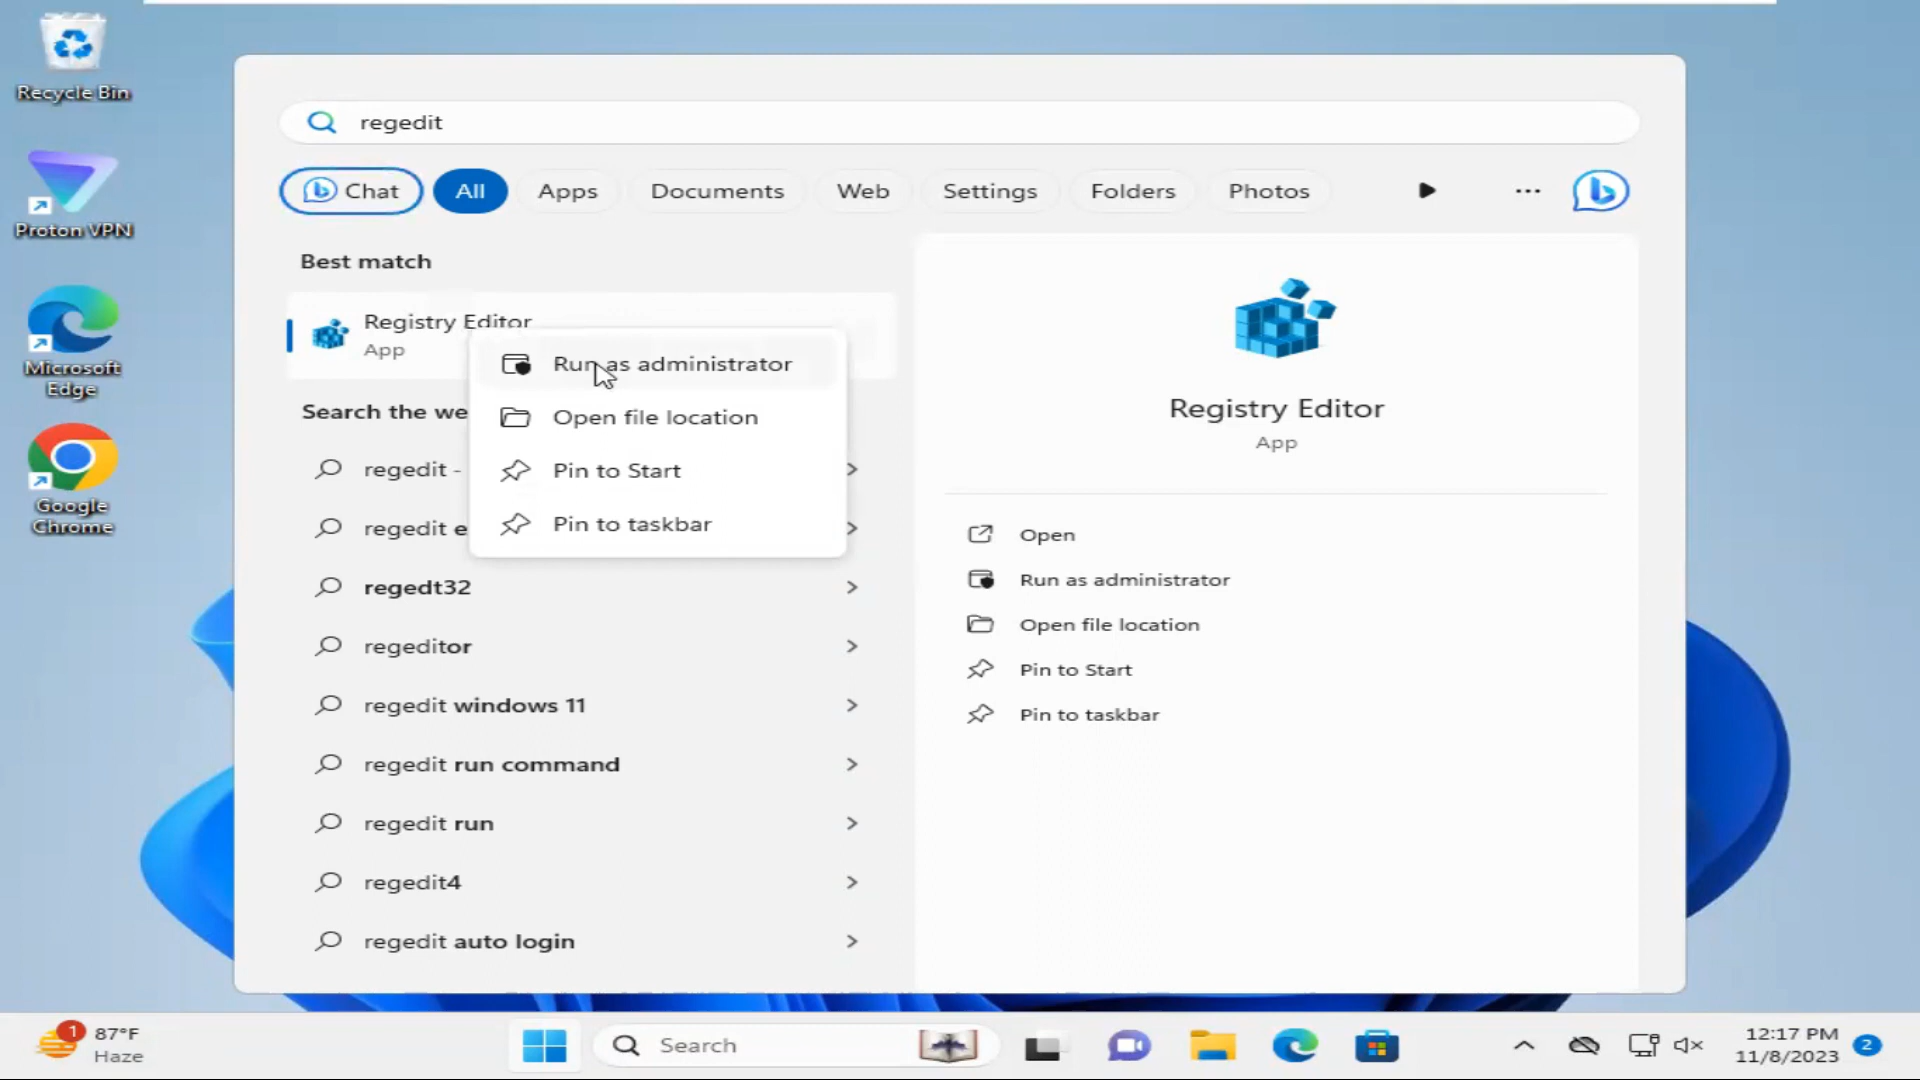 Recycle Bin
Proton VPN
Microsoft
Edge
Google
Chrome
regedit
Chat
All
Apps
Documents
Web
Settings
Folders
Photos
Best match
Registry Editor
App
Run as administrator
Open file location
Pin to Start
Pin to taskbar
Search the we
regedit -
regedit e
regedt32
regeditor
regedit windows 11
regedit run command
regedit run
regedit4
regedit auto login
Registry Editor
App
Open
Run as administrator
Open file location
Pin to Start
Pin to taskbar
1
87°F
Haze
Search
12:17 PM
11/8/2023
2